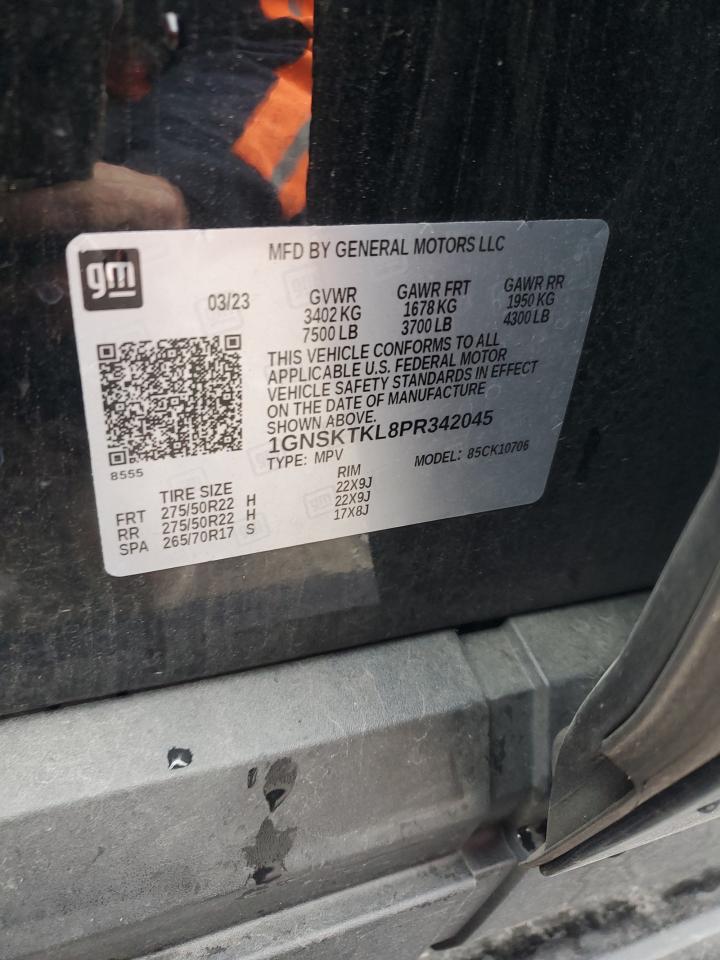 gm
MFD BY GENERAL MOTORS LLC
03/23
GVWR
3402 KG
7500 LB
GAWR FRT
1678 KG
3700 LB
GAWR RR
1950 KG
4300 LB
THIS VEHICLE CONFORMS TO ALL
APPLICABLE U.S. FEDERAL MOTOR
VEHICLE SAFETY STANDARDS IN EFFECT
ON THE DATE OF MANUFACTURE
SHOWN ABOVE.
1GNSKTKL8PR342045
TYPE: MPV MODEL: 85CK10706
8555
TIRE SIZE RIM
FRT 275/50R22 H 22X9J
RR 275/50R22 H 22X9J
SPA 265/70R17 S 17X8J